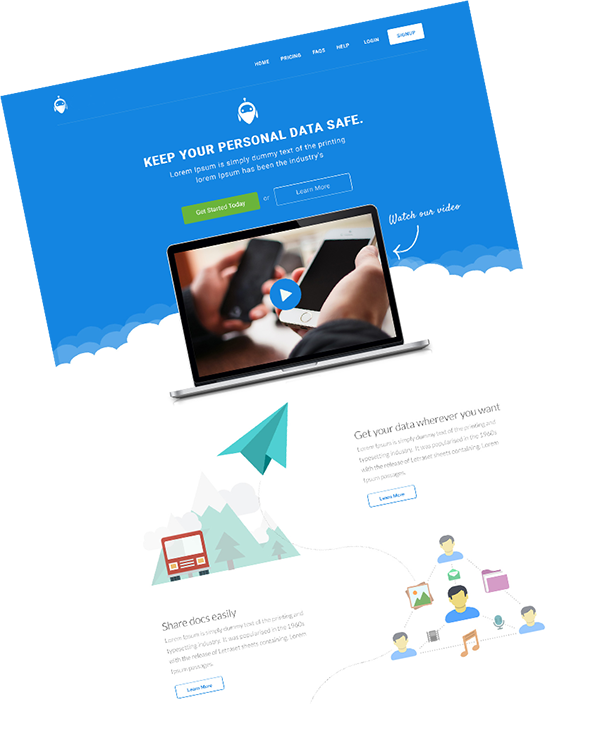 HOME PRICING FAQS HELP LOGIN SIGNUP
KEEP YOUR PERSONAL DATA SAFE.
Lorem Ipsum is simply dummy text of the printing
lorem Ipsum has been the industry's
Get Started Today or Learn More
Watch our video
Get your data wherever you want
Lorem Ipsum is simply dummy text of the printing and
typesetting industry. It was popularised in the 1960s
with the release of Letraset sheets containing. Lorem
Ipsum passages.
Learn More
Share docs easily
Lorem Ipsum is simply dummy text of the printing and
typesetting industry. It was popularised in the 1960s
with the release of Letraset sheets containing. Lorem
Ipsum passages.
Learn More